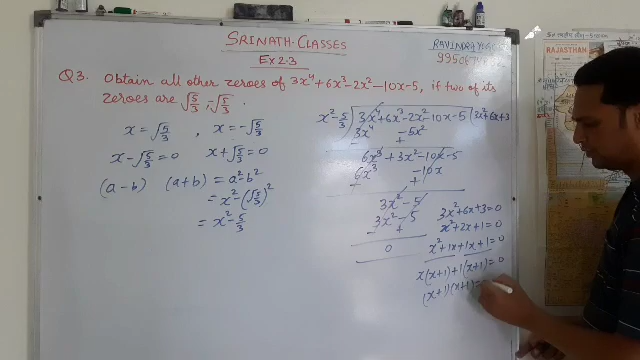 SRINATH-CLASSES
EX 2.3
Q3. Obtain all other zeroes of 3x⁴+6x³-2x²-10x-5, if two of its
zeroes are √5/3, -√5/3
x = √5/3 , x = -√5/3
x-√5/3 = 0 x+√5/3 = 0
(a-b) (a+b) = a²-b²
= x²-(√5/3)²
= x²-5/3
x²-5/3 ) 3x⁴+6x³-2x²-10x-5 ( 3x²+6x+3
3x⁴ -5x²
- +
6x³+3x²-10x-5
6x³ -10x
+ +
3x²-5
3x²-5
- +
0
3x²+6x+3=0
x²+2x+1=0
x²+1x+1x+1=0
x(x+1)+1(x+1)=0
(x+1)(x+1)=
RAJASTHAN